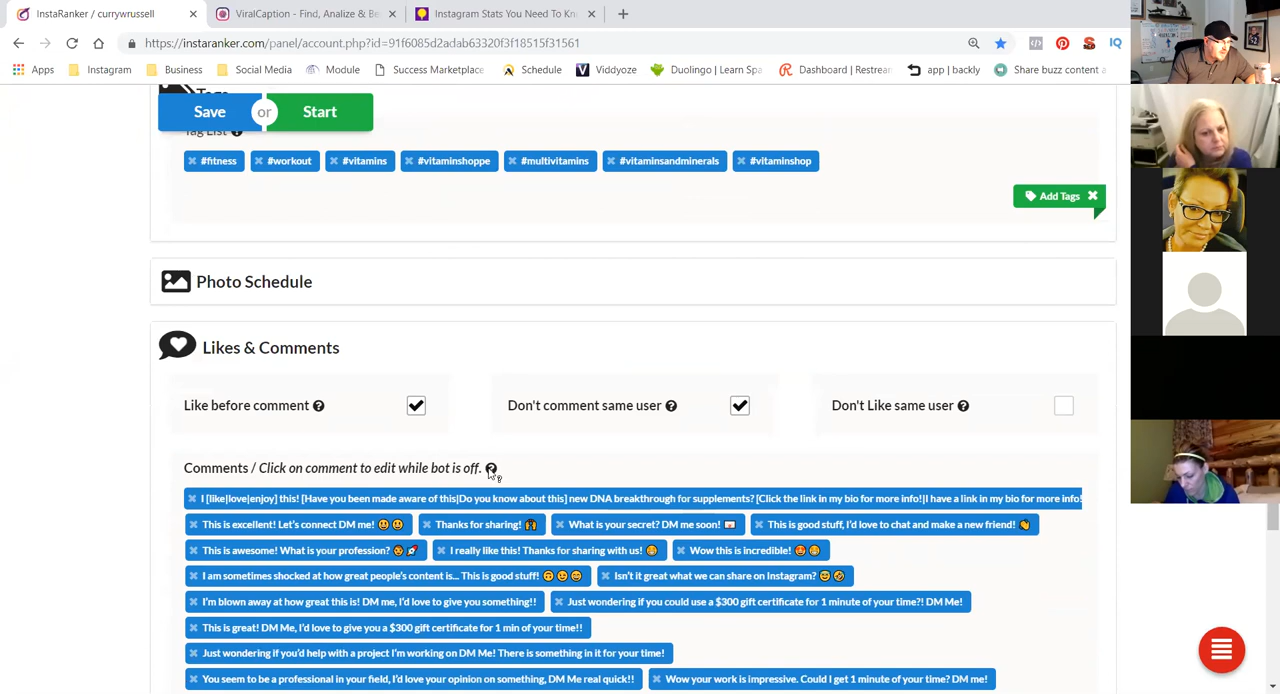 InstaRanker / currywrussell
ViralCaption - Find, Analize & Be
Instagram Stats You Need To Kn
https://instaranker.com/panel/account.php?id=91f6085d2adab63320f3f18515f31561
IQ
Apps Instagram Business Social Media Module Success Marketplace Schedule Viddyoze Duolingo | Learn Spa Dashboard | Restrean app | backly Share buzz content a
Tags
Save or Start
Tag List
#fitness #workout #vitamins #vitaminshoppe #multivitamins #vitaminsandminerals #vitaminshop
Add Tags
Photo Schedule
Likes & Comments
Like before comment Don't comment same user Don't Like same user
Comments / Click on comment to edit while bot is off.
I [like|love|enjoy] this! [Have you been made aware of this|Do you know about this] new DNA breakthrough for supplements? [Click the link in my bio for more info!|I have a link in my bio for more info!
This is excellent! Let's connect DM me! 😃😃 Thanks for sharing! What is your secret? DM me soon! This is good stuff, I'd love to chat and make a new friend!
This is awesome! What is your profession? I really like this! Thanks for sharing with us! Wow this is incredible!
I am sometimes shocked at how great people's content is... This is good stuff! Isn't it great what we can share on Instagram?
I'm blown away at how great this is! DM me, I'd love to give you something!! Just wondering if you could use a $300 gift certificate for 1 minute of your time?! DM Me!
This is great! DM Me, I'd love to give you a $300 gift certificate for 1 min of your time!!
Just wondering if you'd help with a project I'm working on DM Me! There is something in it for your time!
You seem to be a professional in your field, I'd love your opinion on something, DM Me real quick!! Wow your work is impressive. Could I get 1 minute of your time? DM me!